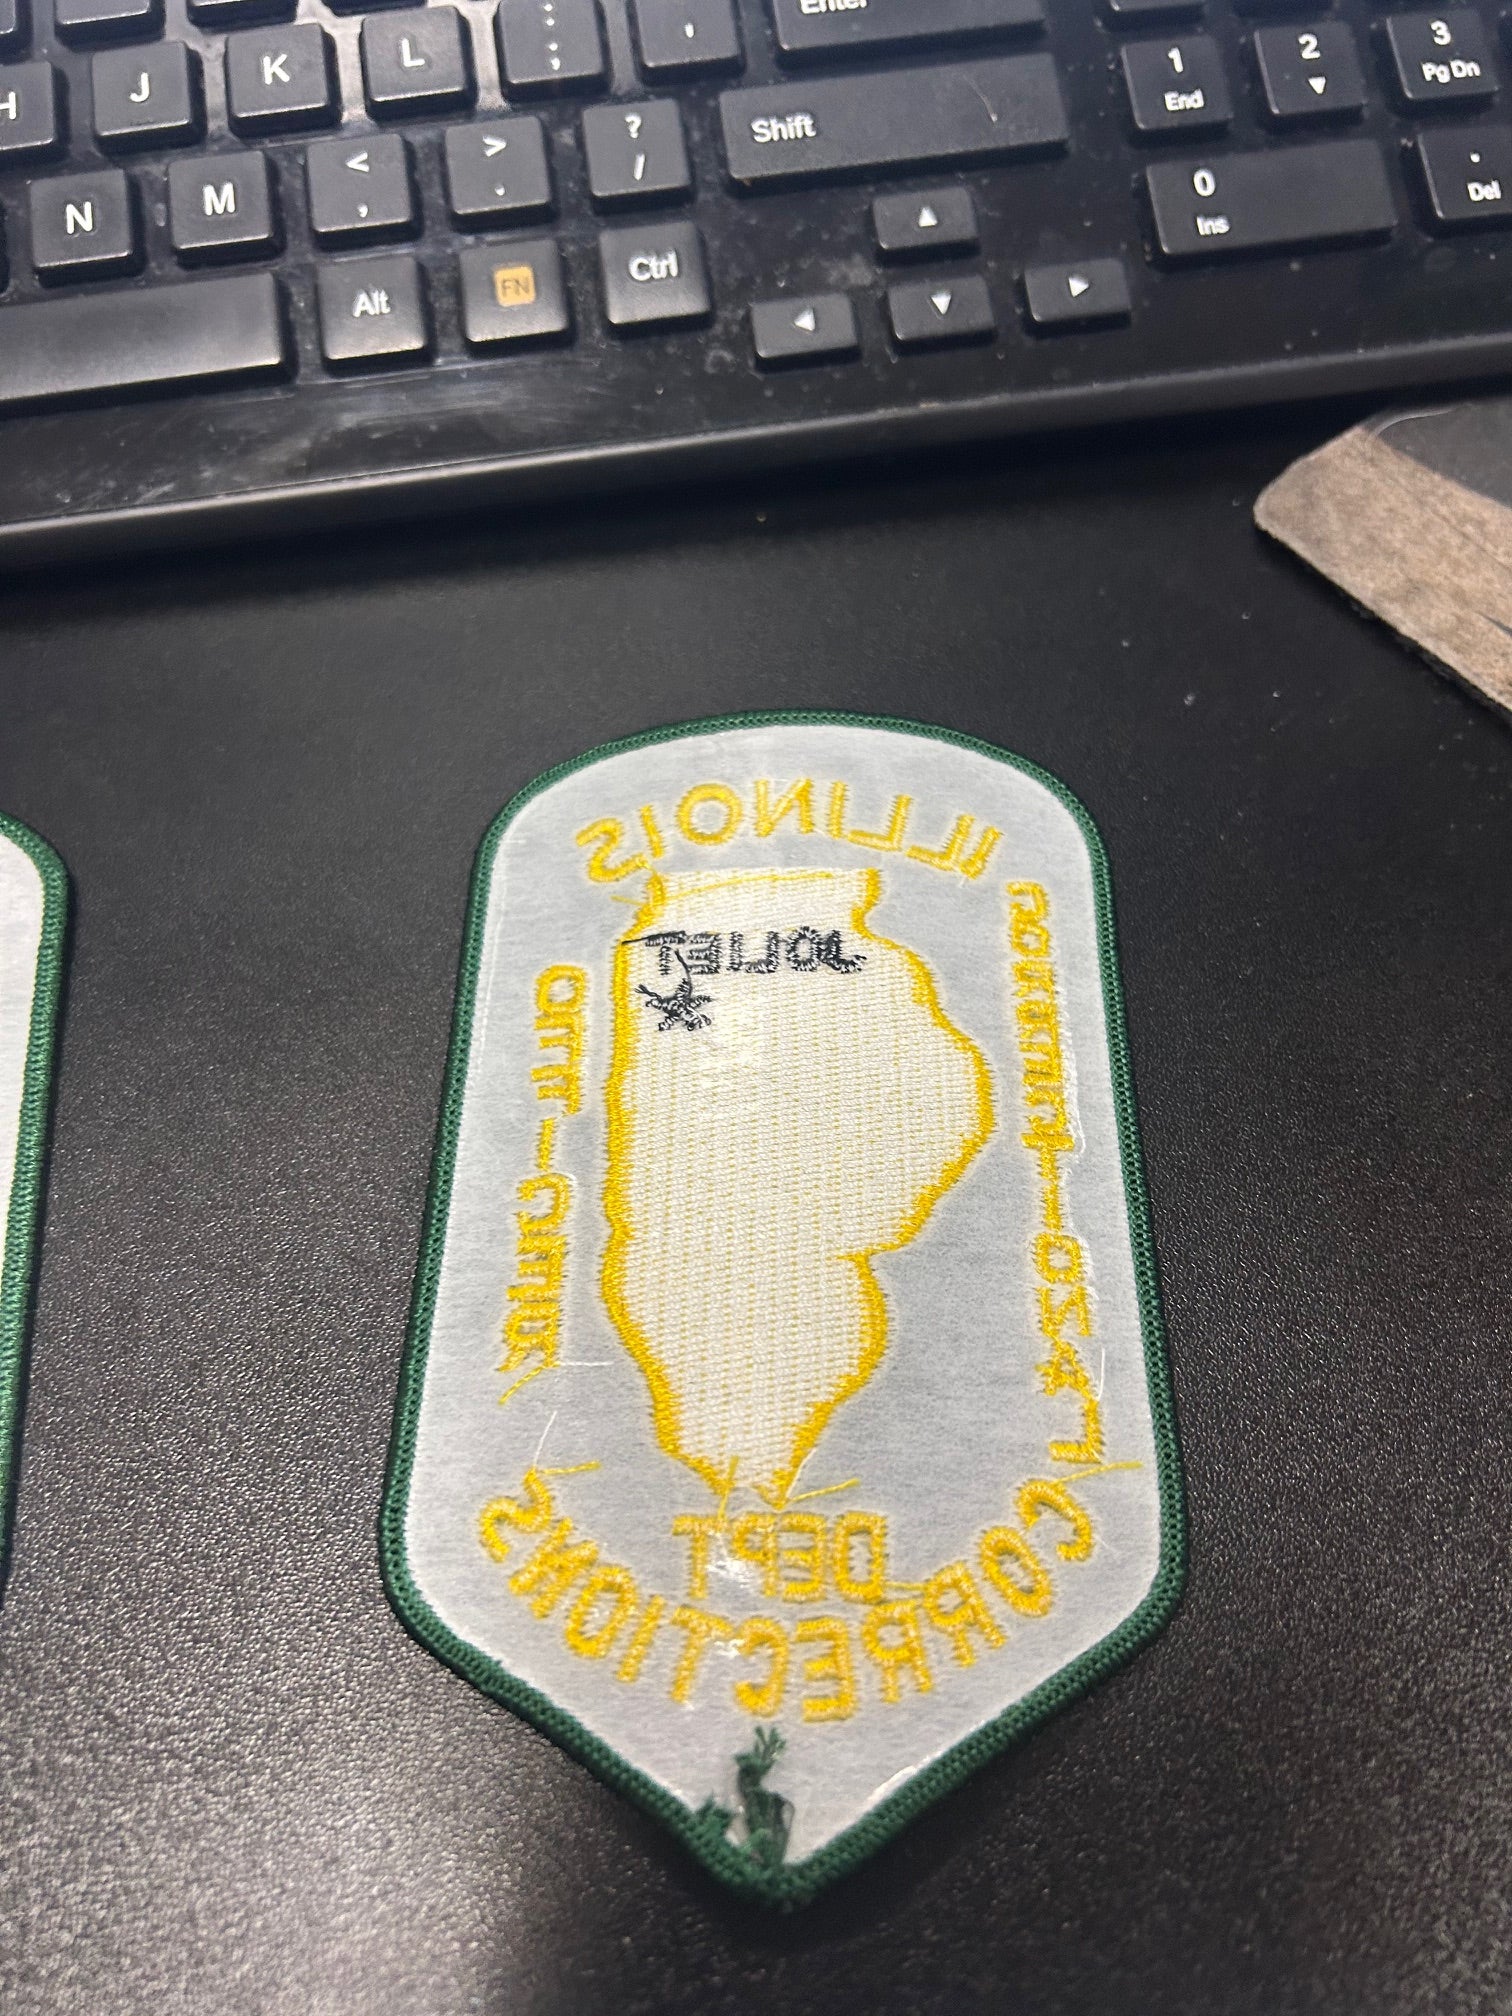 Enter
H J K L ; '
1 2 3
End Pg Dn
N M < , > . ? / Shift
0 .
Ins Del
Alt FN Ctrl
ILLINOIS
JOLIET
DEPT
CORRECTIONS